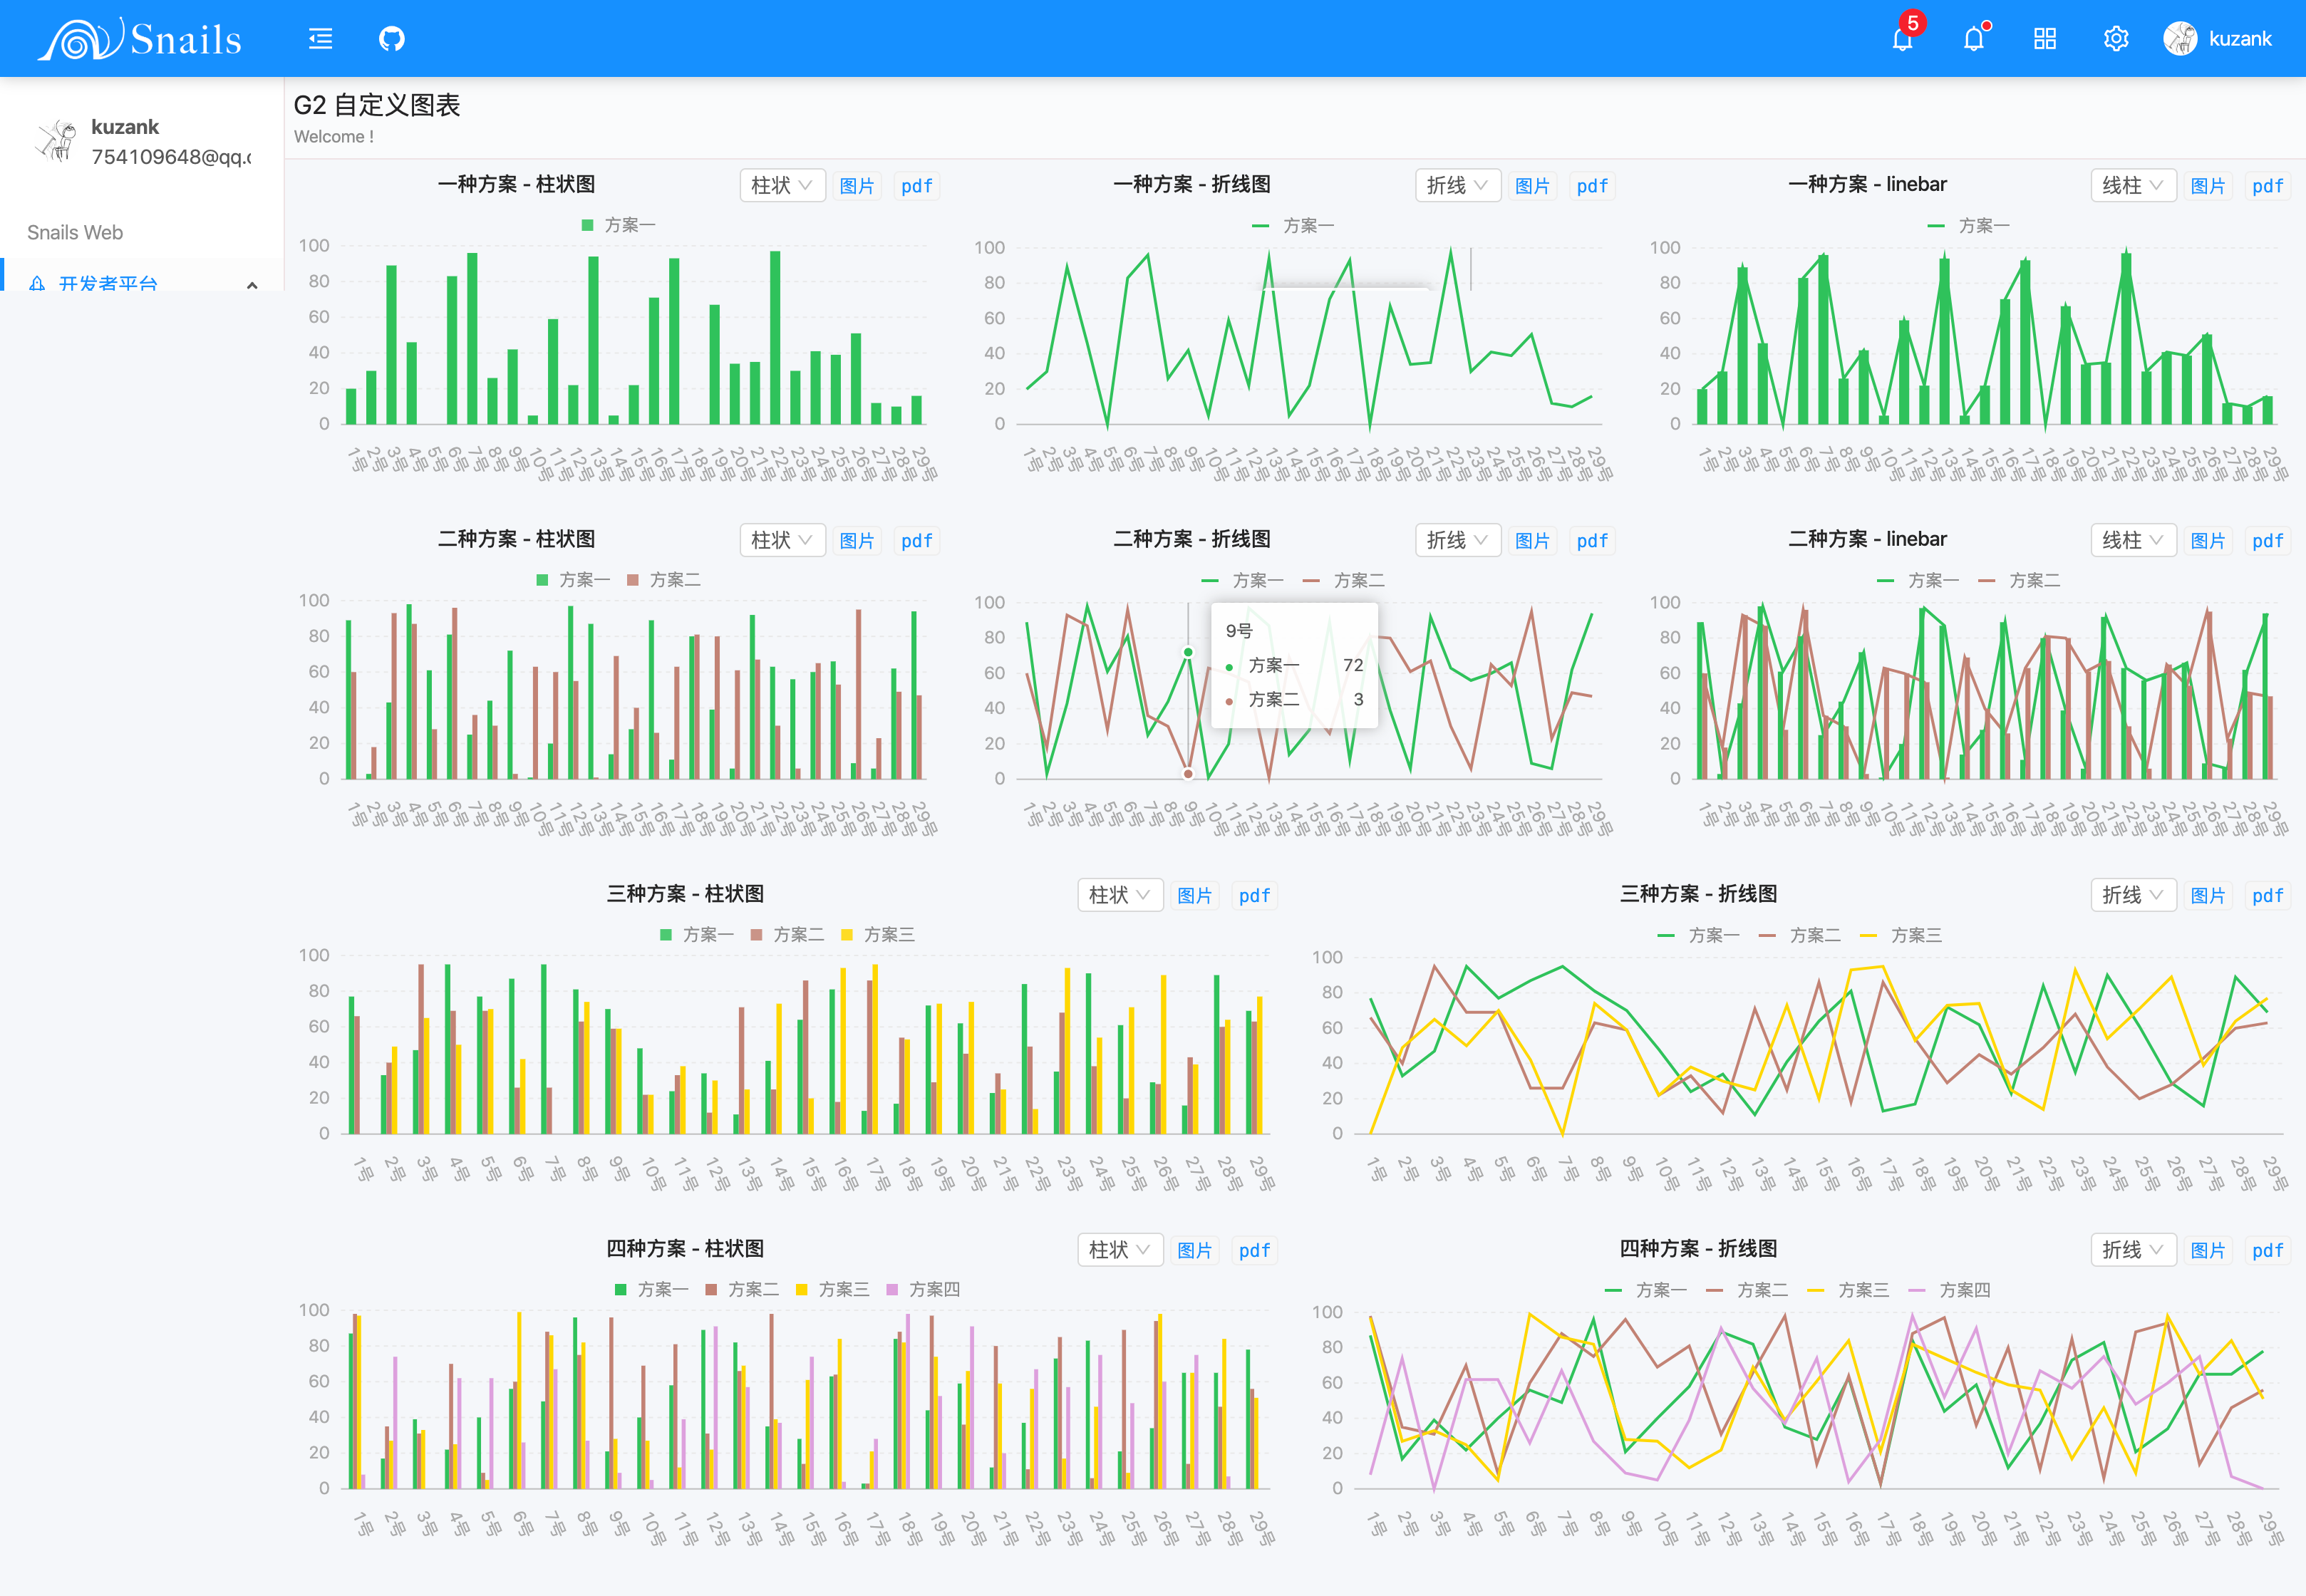 Snails
5
kuzank
kuzank
754109648@qq.c
Snails Web
开发者平台
G2 自定义图表
Welcome !
一种方案 - 柱状图
柱状
图片
pdf
方案一
100
80
60
40
20
0
1号 2号 3号 4号 5号 6号 7号 8号 9号 10号 11号 12号 13号 14号 15号 16号 17号 18号 19号 20号 21号 22号 23号 24号 25号 26号 27号 28号 29号
一种方案 - 折线图
折线
图片
pdf
方案一
100
80
60
40
20
0
1号 2号 3号 4号 5号 6号 7号 8号 9号 10号 11号 12号 13号 14号 15号 16号 17号 18号 19号 20号 21号 22号 23号 24号 25号 26号 27号 28号 29号
一种方案 - linebar
线柱
图片
pdf
方案一
100
80
60
40
20
0
1号 2号 3号 4号 5号 6号 7号 8号 9号 10号 11号 12号 13号 14号 15号 16号 17号 18号 19号 20号 21号 22号 23号 24号 25号 26号 27号 28号 29号
二种方案 - 柱状图
柱状
图片
pdf
方案一 方案二
100
80
60
40
20
0
1号 2号 3号 4号 5号 6号 7号 8号 9号 10号 11号 12号 13号 14号 15号 16号 17号 18号 19号 20号 21号 22号 23号 24号 25号 26号 27号 28号 29号
二种方案 - 折线图
折线
图片
pdf
方案一 方案二
100
80
60
40
20
0
9号
方案一 72
方案二 3
1号 2号 3号 4号 5号 6号 7号 8号 9号 10号 11号 12号 13号 14号 15号 16号 17号 18号 19号 20号 21号 22号 23号 24号 25号 26号 27号 28号 29号
二种方案 - linebar
线柱
图片
pdf
方案一 方案二
100
80
60
40
20
0
1号 2号 3号 4号 5号 6号 7号 8号 9号 10号 11号 12号 13号 14号 15号 16号 17号 18号 19号 20号 21号 22号 23号 24号 25号 26号 27号 28号 29号
三种方案 - 柱状图
柱状
图片
pdf
方案一 方案二 方案三
100
80
60
40
20
0
1号 2号 3号 4号 5号 6号 7号 8号 9号 10号 11号 12号 13号 14号 15号 16号 17号 18号 19号 20号 21号 22号 23号 24号 25号 26号 27号 28号 29号
三种方案 - 折线图
折线
图片
pdf
方案一 方案二 方案三
100
80
60
40
20
0
1号 2号 3号 4号 5号 6号 7号 8号 9号 10号 11号 12号 13号 14号 15号 16号 17号 18号 19号 20号 21号 22号 23号 24号 25号 26号 27号 28号 29号
四种方案 - 柱状图
柱状
图片
pdf
方案一 方案二 方案三 方案四
100
80
60
40
20
0
1号 2号 3号 4号 5号 6号 7号 8号 9号 10号 11号 12号 13号 14号 15号 16号 17号 18号 19号 20号 21号 22号 23号 24号 25号 26号 27号 28号 29号
四种方案 - 折线图
折线
图片
pdf
方案一 方案二 方案三 方案四
100
80
60
40
20
0
1号 2号 3号 4号 5号 6号 7号 8号 9号 10号 11号 12号 13号 14号 15号 16号 17号 18号 19号 20号 21号 22号 23号 24号 25号 26号 27号 28号 29号